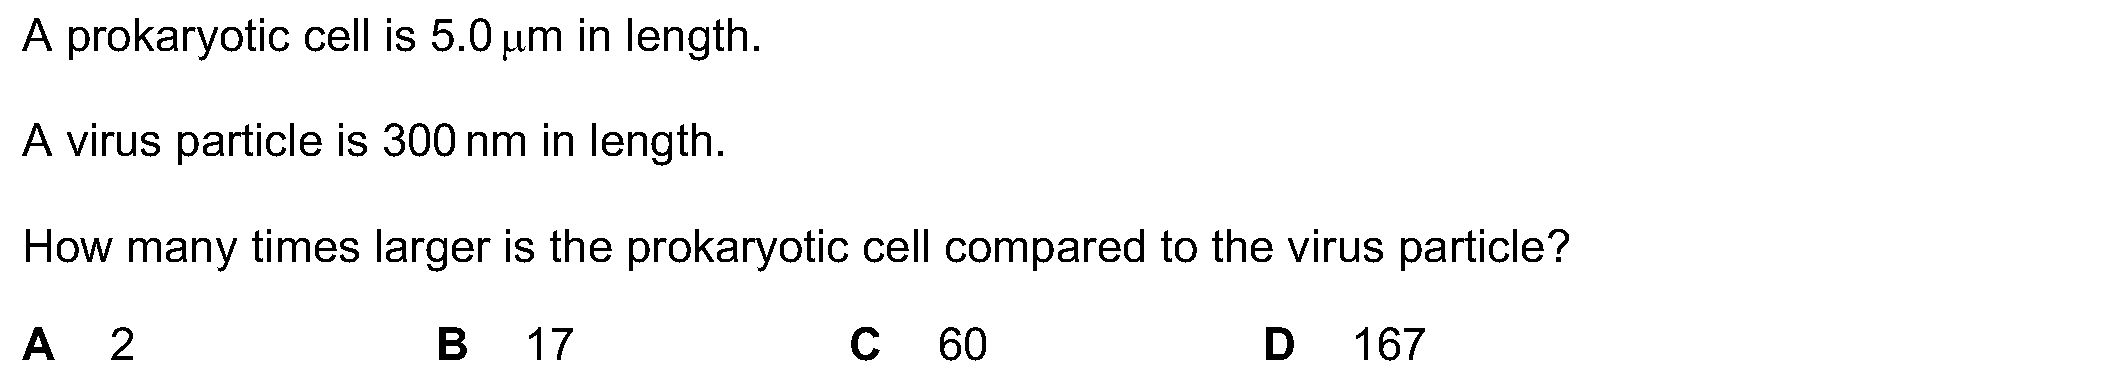 A prokaryotic cell is 5.0 μm in length.
A virus particle is 300 nm in length.
How many times larger is the prokaryotic cell compared to the virus particle?
A 2 B 17 C 60 D 167